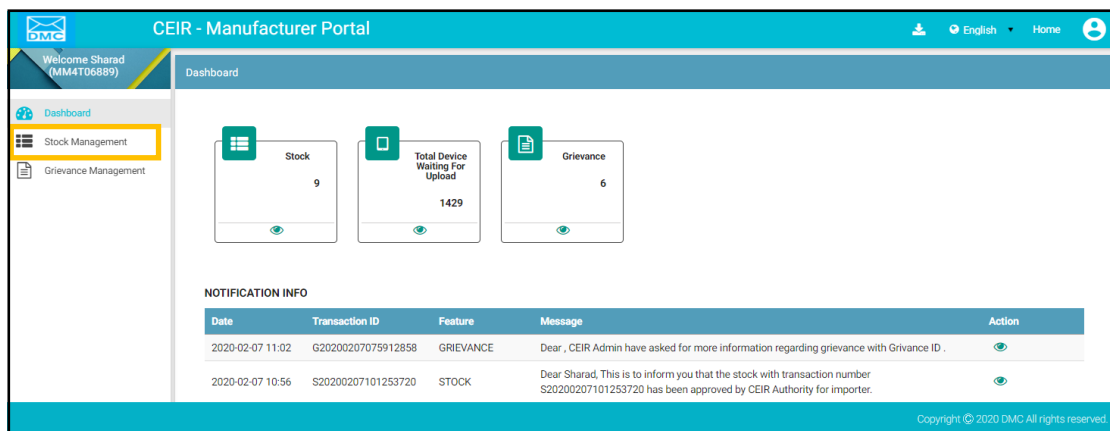 DMC
CEIR - Manufacturer Portal
English
Home
Welcome Sharad
(MM4T06889)
Dashboard
Dashboard
Stock Management
Grievance Management
Stock
9
Total Device
Waiting For
Upload
1429
Grievance
6
NOTIFICATION INFO
Date Transaction ID Feature Message Action
2020-02-07 11:02 G20200207075912858 GRIEVANCE Dear , CEIR Admin have asked for more information regarding grievance with Grivance ID .
2020-02-07 10:56 S20200207101253720 STOCK Dear Sharad, This is to inform you that the stock with transaction number
S20200207101253720 has been approved by CEIR Authority for importer.
Copyright © 2020 DMC All rights reserved